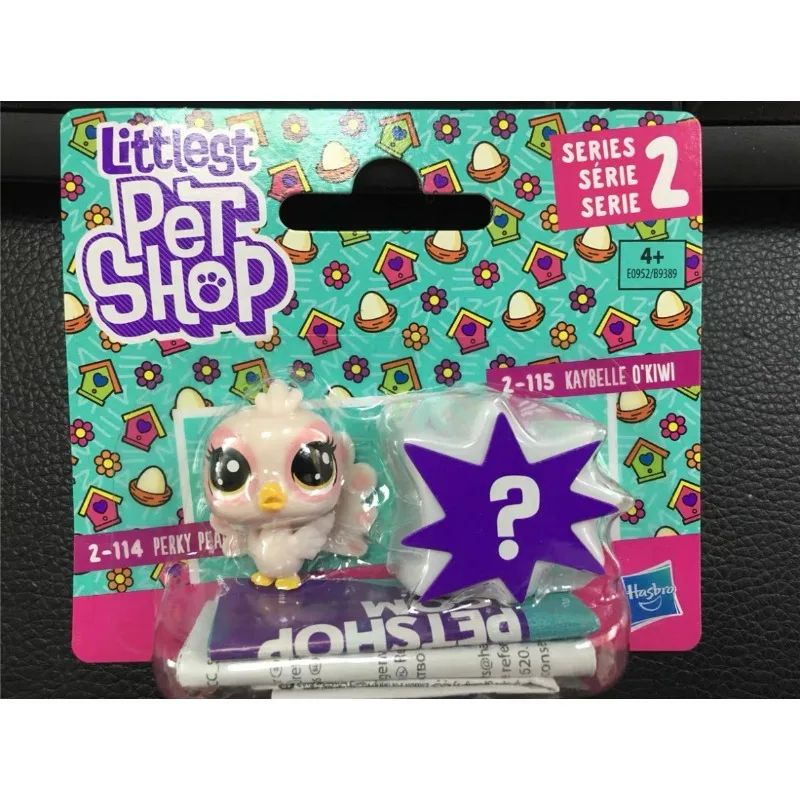 Littlest
PET
SHOP
SERIES
SÉRIE
SERIE
2
4+
E0952/B9389
2-115 KAYBELLE O'KIWI
?
2-114 PERKY
Hasbro
PETSHOP
.COM